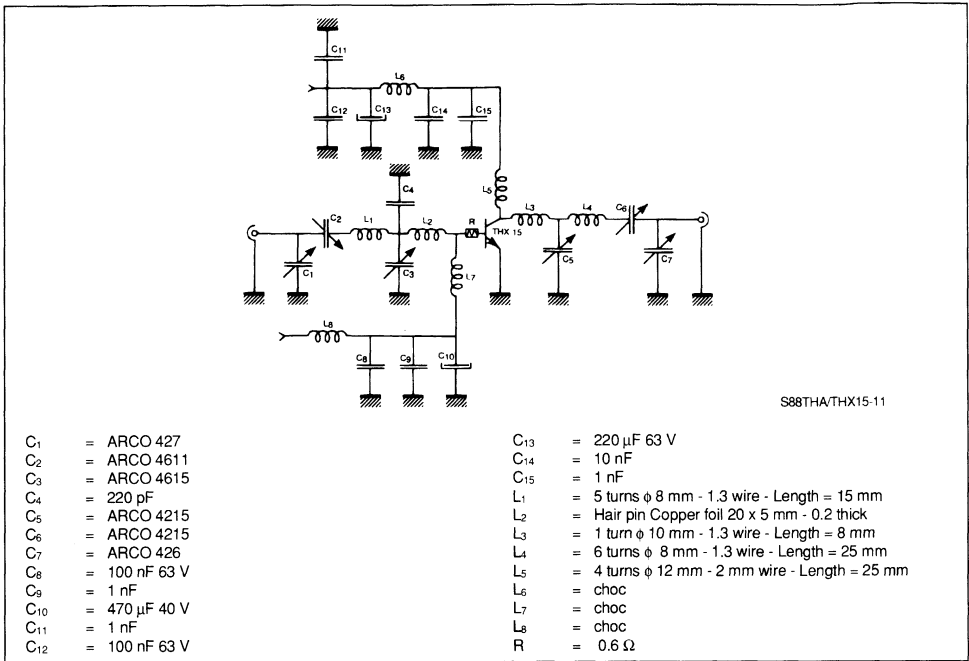 C11
L6
C12
C13
C14
C15
C4
L5
C2
L1
L2
R
THX 15
L3
L4
C6
C1
C3
C5
C7
L7
L8
C8
C9
C10
S88THA/THX15-11
C1 = ARCO 427
C2 = ARCO 4611
C3 = ARCO 4615
C4 = 220 pF
C5 = ARCO 4215
C6 = ARCO 4215
C7 = ARCO 426
C8 = 100 nF 63 V
C9 = 1 nF
C10 = 470 μF 40 V
C11 = 1 nF
C12 = 100 nF 63 V
C13 = 220 μF 63 V
C14 = 10 nF
C15 = 1 nF
L1 = 5 turns ϕ 8 mm - 1.3 wire - Length = 15 mm
L2 = Hair pin Copper foil 20 x 5 mm - 0.2 thick
L3 = 1 turn ϕ 10 mm - 1.3 wire - Length = 8 mm
L4 = 6 turns ϕ 8 mm - 1.3 wire - Length = 25 mm
L5 = 4 turns ϕ 12 mm - 2 mm wire - Length = 25 mm
L6 = choc
L7 = choc
L8 = choc
R = 0.6 Ω